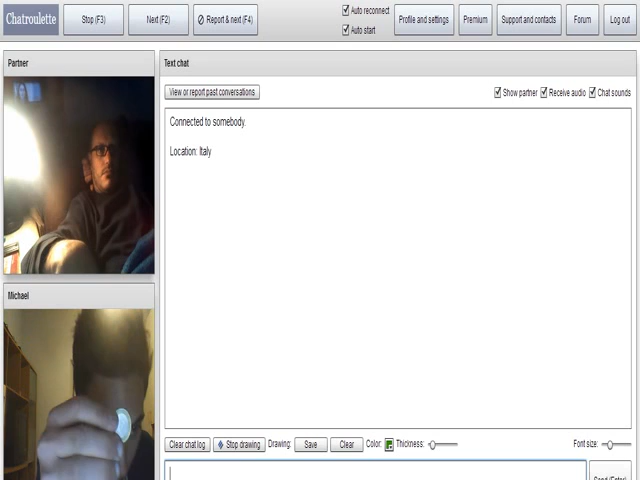 Chatroulette
Stop (F3)
Next (F2)
Report & next (F4)
Auto reconnect
Auto start
Profile and settings
Premium
Support and contacts
Forum
Log out
Partner
Text chat
View or report past conversations
Show partner
Receive audio
Chat sounds
Connected to somebody.
Location: Italy
Michael
Clear chat log
Stop drawing
Drawing:
Save
Clear
Color:
Thickness:
Font size:
Send (Enter)